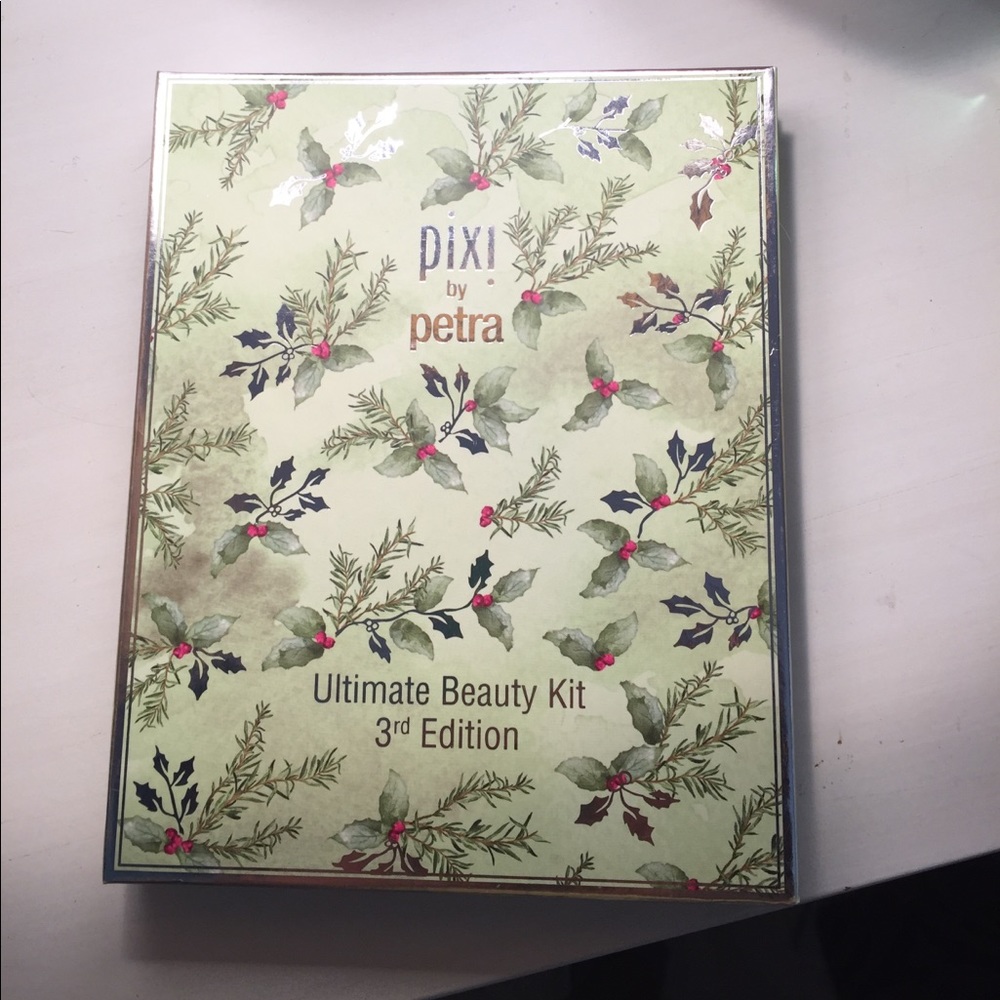 pixi
by
petra
Ultimate Beauty Kit
3rd Edition